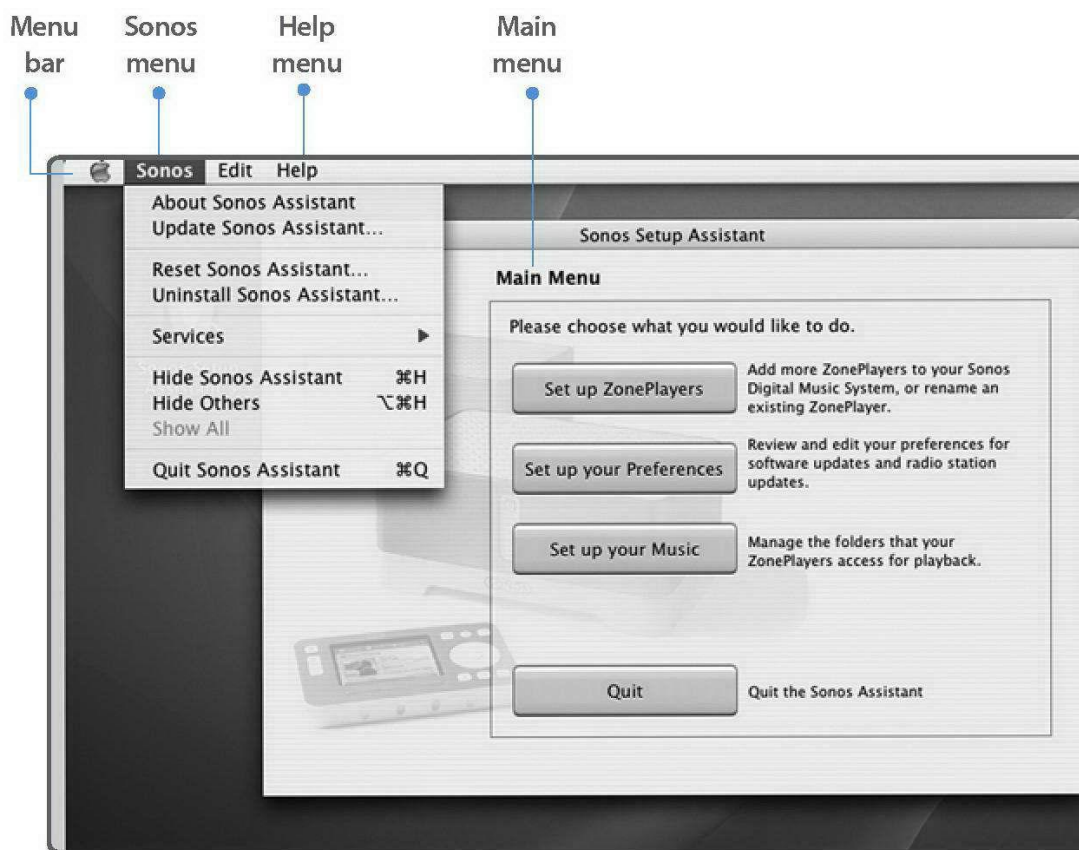 Menu bar
Sonos menu
Help menu
Main menu
Sonos Edit Help
About Sonos Assistant
Update Sonos Assistant...
Reset Sonos Assistant...
Uninstall Sonos Assistant...
Services
Hide Sonos Assistant ⌘H
Hide Others ⌥⌘H
Show All
Quit Sonos Assistant ⌘Q
Sonos Setup Assistant
Main Menu
Please choose what you would like to do.
Set up ZonePlayers
Add more ZonePlayers to your Sonos
Digital Music System, or rename an
existing ZonePlayer.
Set up your Preferences
Review and edit your preferences for
software updates and radio station
updates.
Set up your Music
Manage the folders that your
ZonePlayers access for playback.
Quit
Quit the Sonos Assistant